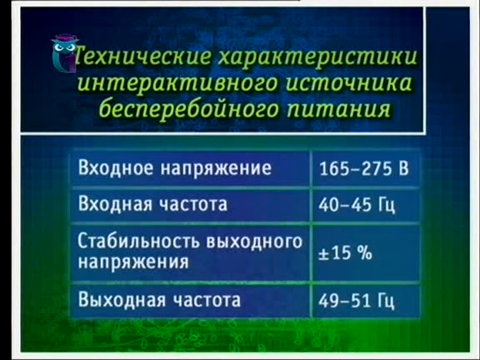 Технические характеристики
интерактивного источника
бесперебойного питания
Входное напряжение 165–275 В
Входная частота 40–45 Гц
Стабильность выходного
напряжения ±15 %
Выходная частота 49–51 Гц